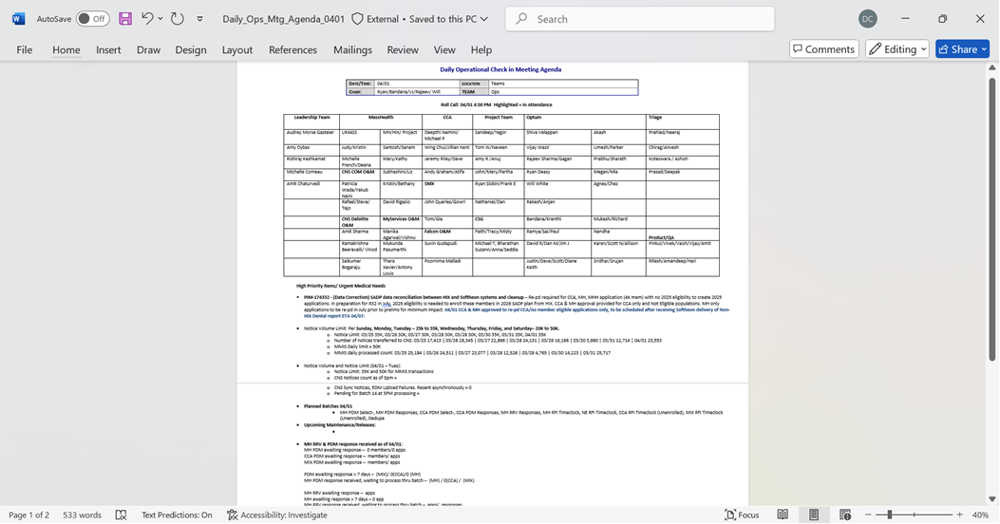 AutoSave Off Daily_Ops_Mtg_Agenda_0401 External • Saved to this PC Search DC
File Home Insert Draw Design Layout References Mailings Review View Help Comments Editing Share
Daily Operational Check in Meeting Agenda
DATE/TIME: 04/01 LOCATION Teams
CHAIR: Ryan/Bandana/VJ/Rajeev/ Will TEAM Ops
Roll Call: 04/01 4:00 PM Highlighted = In Attendance
Leadership Team MassHealth CCA Project Team Optum Triage
Audrey Morse Gasteier UMASS MH/HIX/ Project Deepthi Namini/ Michael P Sandeep/Yegor Shiva Velappan Akash Prahlad/Neeraj
Amy Dybas Judy/Kristin Santosh/Sanam Wing Chui/Jillian Kent Tom W/Naveen Vijay Wazir Umesh/Parker Chirag/Anvesh
Rishiraj Keshkamat Michelle French/Deana Mary/Kathy Jeremy Riley/Dave Amy R /Anuj Rajeev Sharma/Gagan Prabhu/Sharath Koteswara / Ashish
Michelle Comeau CNS COM O&M Subhashini/Liz Andy Graham/Atifa John/Mary/Partha Ryan Deasy Megan/Mia Prasad/Deepak
Amit Chaturvedi Patricia Wada/Yakub Naini Kristin/Bethany SMX Ryan Slobin/Frank E Will White Agnes/Chez
Rafael/Steve/ Tejo David Rigazio John Quarles/Gowri Nathaniel/Dan Rakesh/Anjan
CNS Deloitte O&M MyServices O&M Tom/Gia CSG Bandana/Kranthi Mukesh/Richard
Amit Sharma Manika Agarwal/Vishnu Falcon O&M Faith/Tracy/Misty Ramya/Sai/Paul Nandha Product/QA
Ramakrishna Beeravalli/ Vinod Mukunda Pasumarthi Suvin Gudapudi Michael T, Bharathan Suzann/Anna/Seddia David R/Dan M/Jim J Karen/Scott N/Allison Pinkul/Vivek/Vaish/Vijay/Amit
Saikumar Bogaraju Thara Xavier/Antony Louis Poornima Malladi Justin/Dave/Scott/Diane Keith Sridhar/Srujan Ritesh/Amandeep/Hari
High Priority items/ Urgent Medical Needs
• PIM-174332 - (Data Correction) SADP data reconciliation between HIX and Softheon systems and cleanup – Re-pd required for CCA, MH, MHH application (4K mem) with no 2025 eligibility to create 2025
applications. In preparation for R32 in July, 2025 eligibility is needed to enroll these members in 2026 SADP plan from HIX. CCA & MH approval provided for CCA only and Not Eligible populations. MH only
applications to be re-pd in July prior to prelims for minimum impact. 04/01 CCA & MH approved to re-pd CCA/no member eligible applications only, to be scheduled after receiving Softheon delivery of Non-
HIX Dental report ETA 04/07.
• Notice Volume Limit: Per Sunday, Monday, Tuesday – 25k to 35k, Wednesday, Thursday, Friday, and Saturday– 20K to 30K.
o Notice Limit: 03/25 35K, 03/26 30K, 03/27 30K, 03/28 30K, 03/29 30K, 03/30 35K, 03/31 35K, 04/01 35K
o Number of Notices transferred to CNS: 03/25 17,413 | 03/26 28,345 | 03/27 22,898 | 03/28 24,131 | 03/29 16,168 | 03/30 3,660 | 03/31 12,714 | 04/01 23,553
o MMIS Daily limit = 50K
o MMIS daily processed count: 03/25 25,184 | 03/26 24,511 | 03/27 23,077 | 03/28 12,526 | 03/29 4,765 | 03/30 14,223 | 03/31 25,717
• Notice Volume and Notice Limit (04/01 – Tues):
o Notice Limit: 35K and 50K for MMIS transactions
o CNS Notices count as of 3pm =
o CNS Sync Notices, EDM Upload Failures. Resent asynchronously = 0
o Pending for Batch 14 at 5PM processing =
• Planned Batches 04/01
• MH PDM Select-, MH PDM Responses, CCA PDM Select-, CCA PDM Responses, MH RRV Responses, MH RFI Timeclock, NE RFI Timeclock, CCA RFI Timeclock (Unenrolled), MIX RFI Timeclock
(Unenrolled), Dedupe
• Upcoming Maintenance/Releases:
•
• MH RRV & PDM reponse received as of 04/01:
MH PDM awaiting response – 0 members/0 apps
CCA PDM awaiting response – members/ apps
MIX PDM awaiting response – members/ apps
PDM awaiting response > 7 days – (MIX)/ 0(CCA)/0 (MH)
MH PDM response received, waiting to process thru batch – (MH) / 0(CCA) / (MIX)
MH RRV awaiting response – apps
MH awaiting response > 7 days – 0 app
MH RRV response received, waiting to process thru batch – apps/ responses
Page 1 of 2 533 words Text Predictions: On Accessibility: Investigate Focus 40%